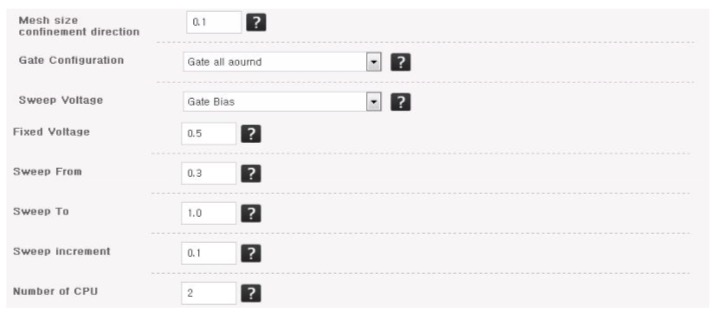 Mesh size
confinement direction
0.1 ?
Gate Configuration Gate all aournd ?
Sweep Voltage Gate Bias ?
Fixed Voltage 0.5 ?
Sweep From 0.3 ?
Sweep To 1.0 ?
Sweep increment 0.1 ?
Number of CPU 2 ?